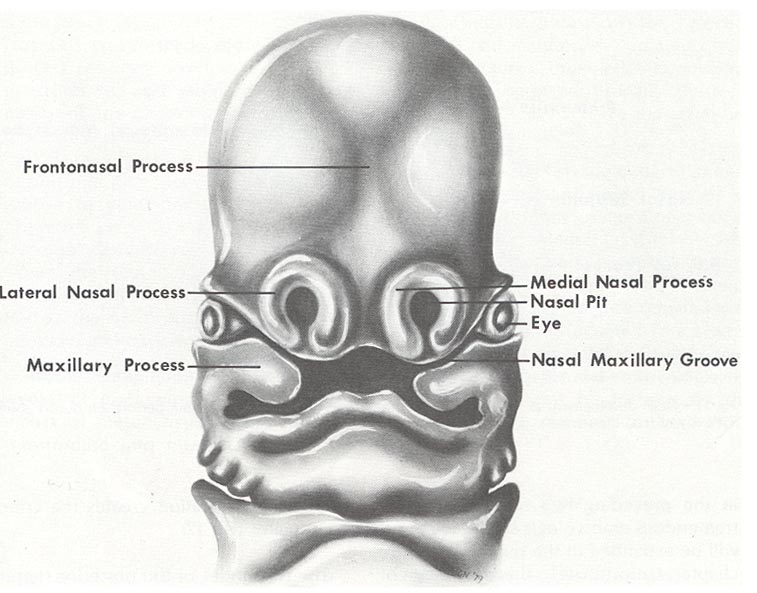 Frontonasal Process
Lateral Nasal Process
Medial Nasal Process
Nasal Pit
Eye
Maxillary Process
Nasal Maxillary Groove